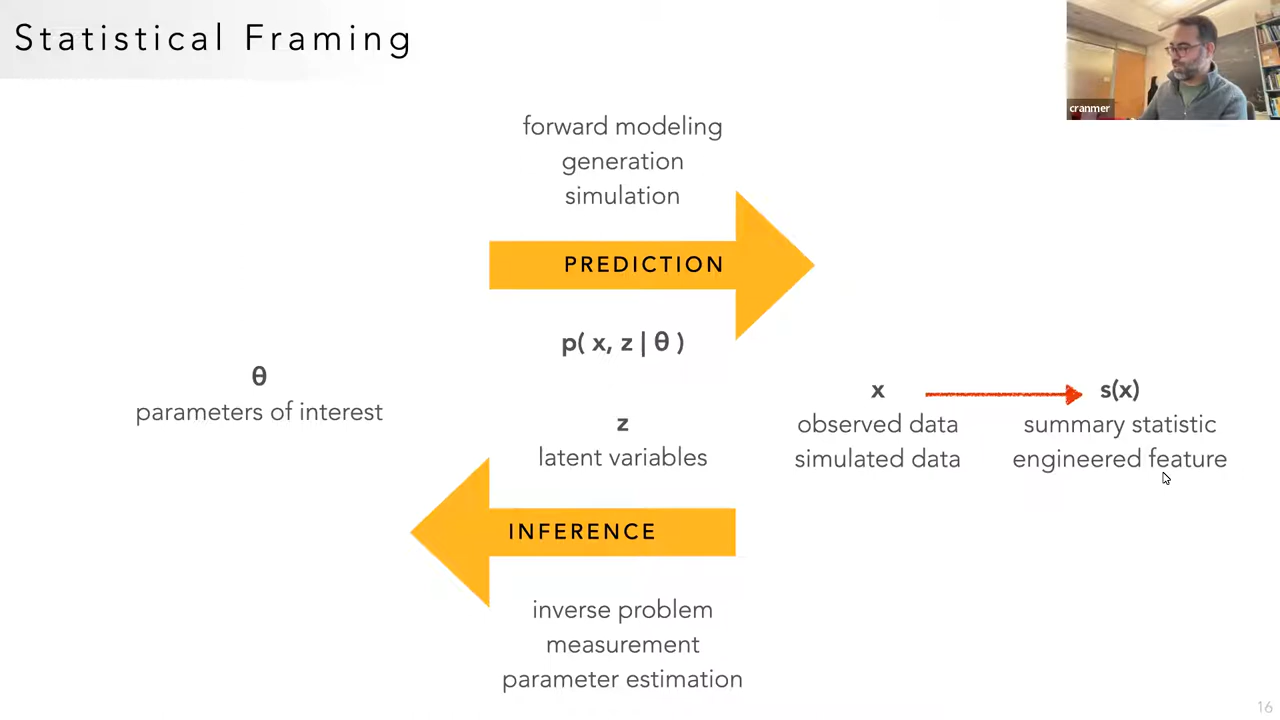 Statistical Framing
cranmer
forward modeling
generation
simulation
PREDICTION
p( x, z | θ )
θ
parameters of interest
z
latent variables
x
observed data
simulated data
s(x)
summary statistic
engineered feature
INFERENCE
inverse problem
measurement
parameter estimation
16